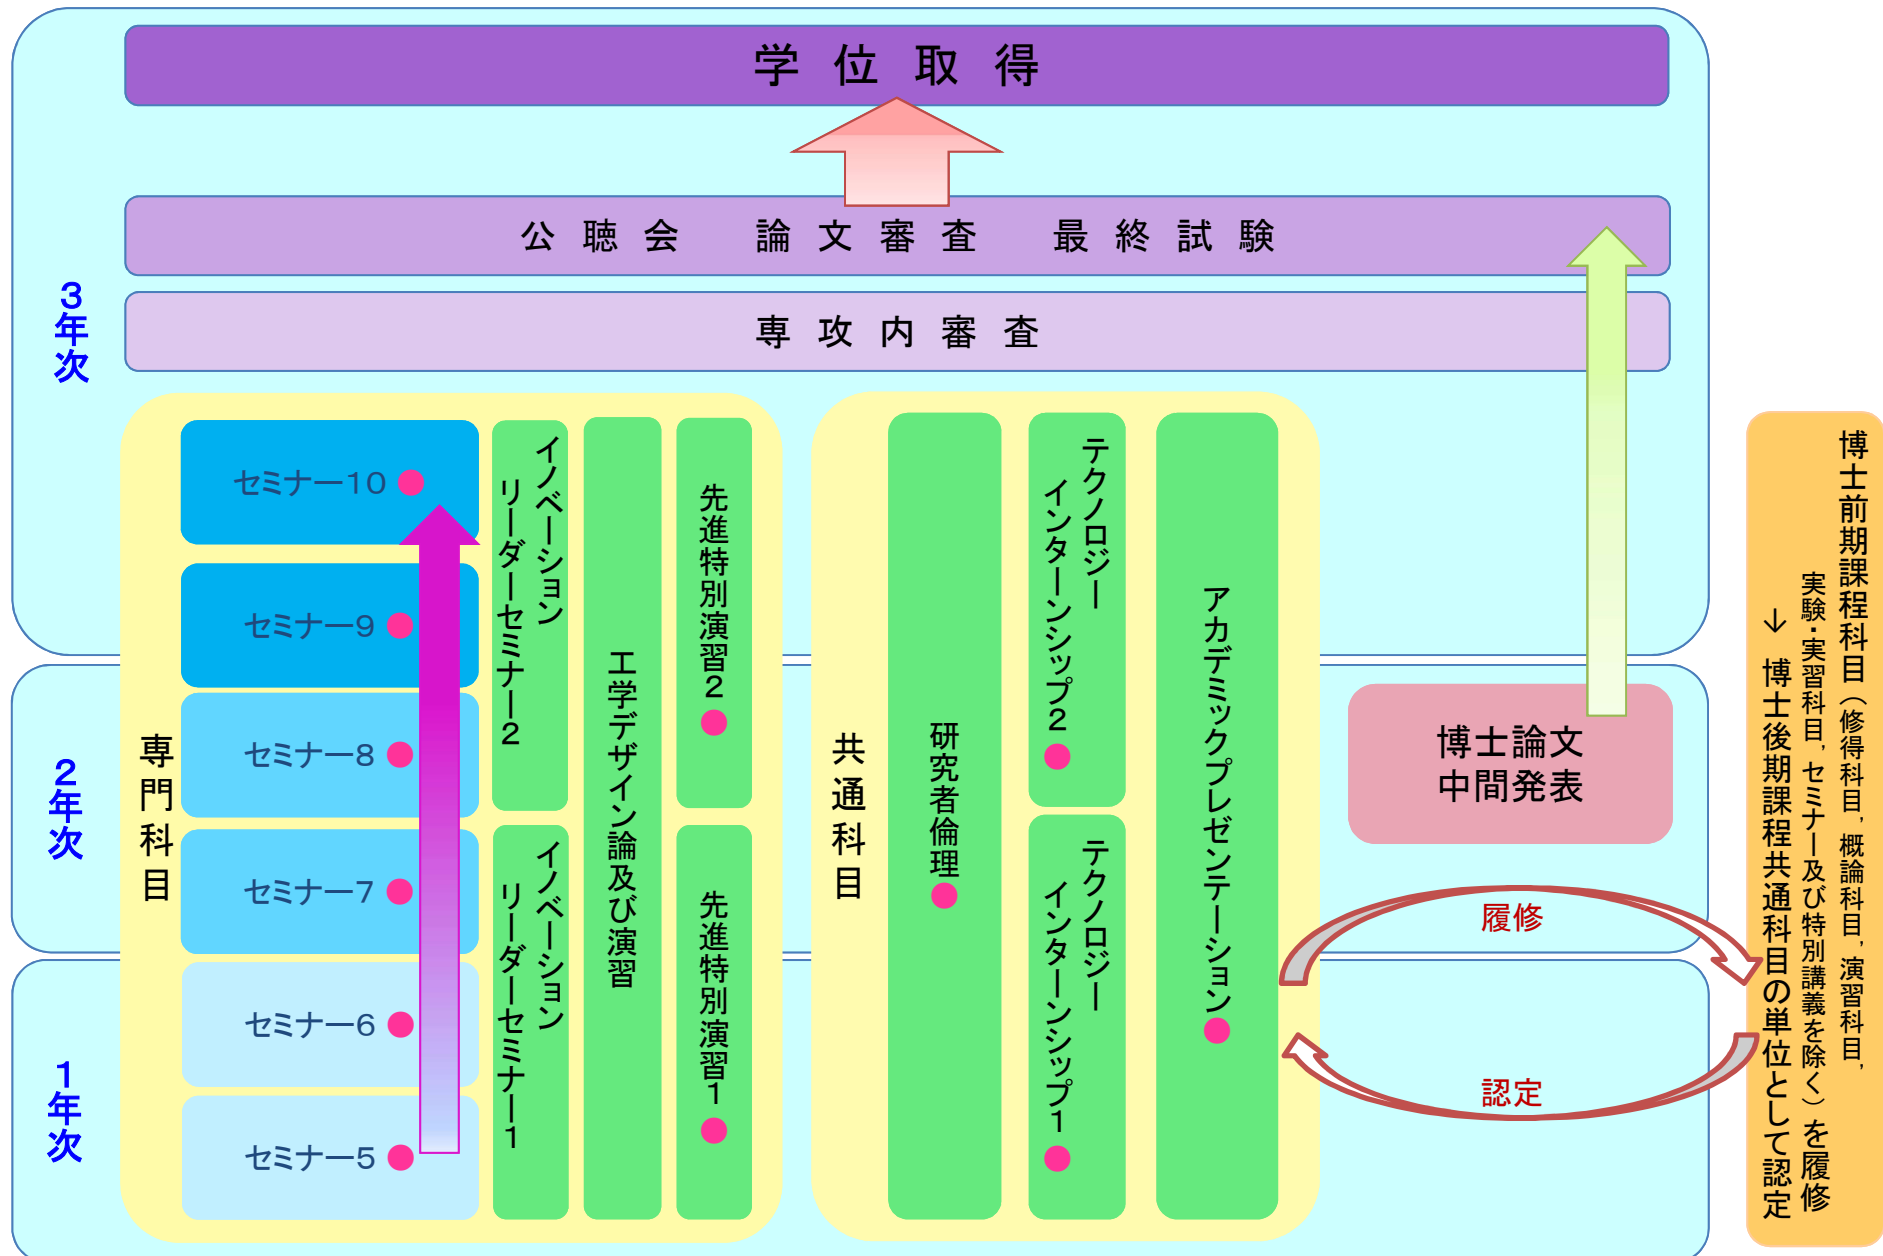 学位取得
公聴会 論文審査 最終試験
専攻内審査
3年次
2年次
1年次
専門科目
セミナー10
セミナー9
セミナー8
セミナー7
セミナー6
セミナー5
イノベーション
リーダーセミナー2
イノベーション
リーダーセミナー1
工学デザイン論及び演習
先進特別演習2
先進特別演習1
共通科目
研究者倫理
テクノロジー
インターンシップ2
テクノロジー
インターンシップ1
アカデミックプレゼンテーション
博士論文
中間発表
履修
認定
博士前期課程科目（修得科目，概論科目，演習科目，
実験・実習科目，セミナー及び特別講義を除く）を履修
→ 博士後期課程共通科目の単位として認定